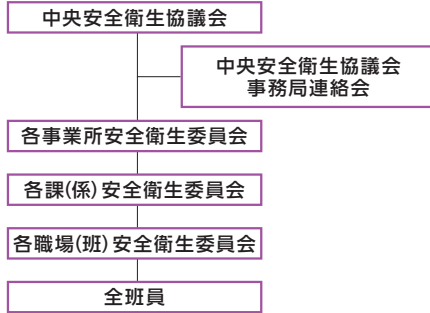 中央安全衛生協議会
中央安全衛生協議会
事務局連絡会
各事業所安全衛生委員会
各課(係)安全衛生委員会
各職場(班)安全衛生委員会
全班員